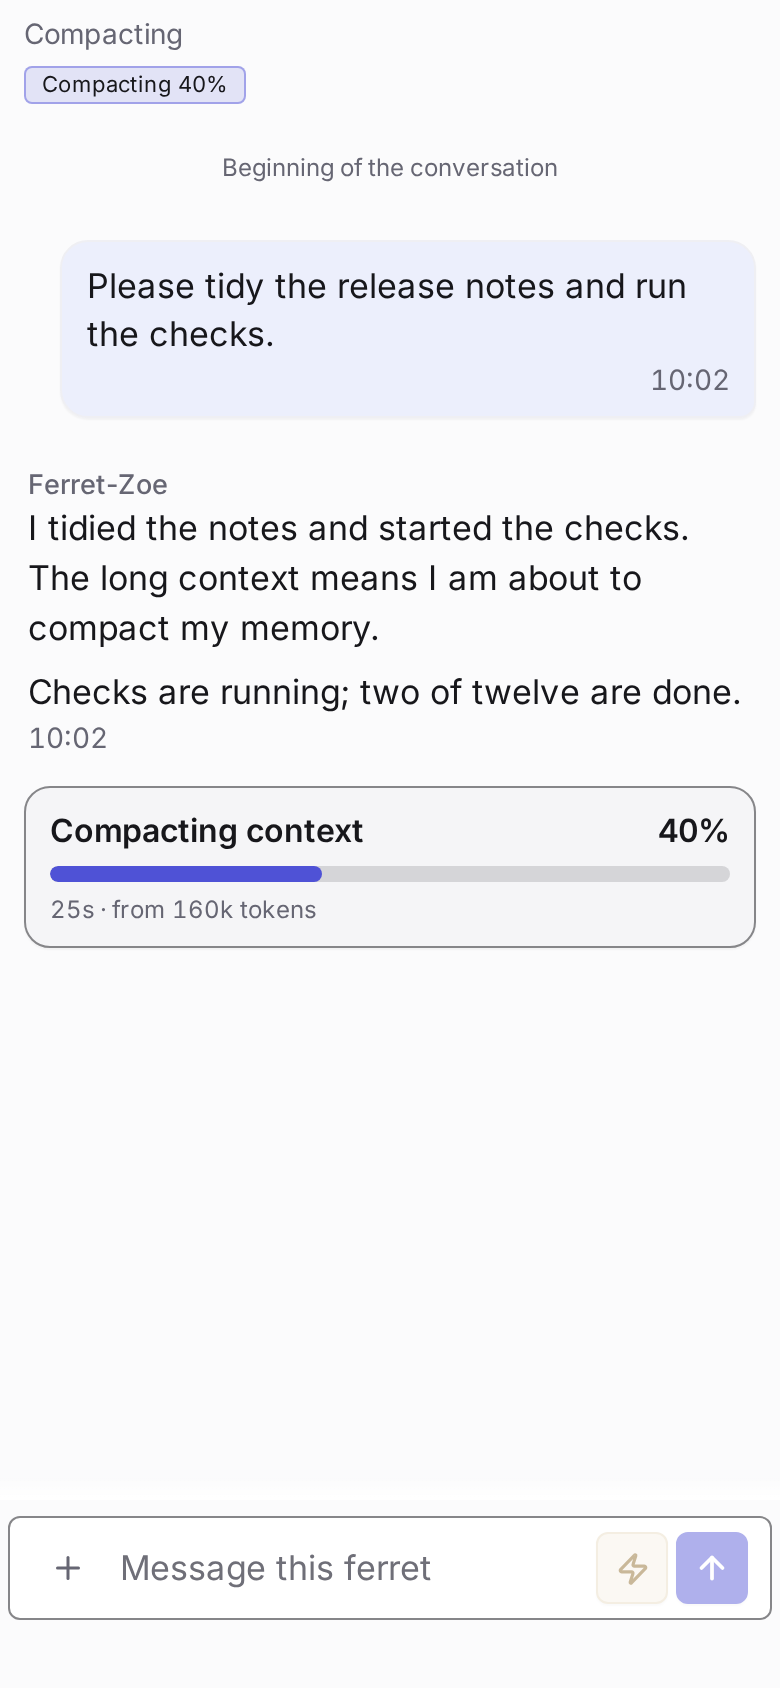 Compacting
Compacting 40%
Beginning of the conversation
Please tidy the release notes and run
the checks.
10:02
Ferret-Zoe
I tidied the notes and started the checks.
The long context means I am about to
compact my memory.
Checks are running; two of twelve are done.
10:02
Compacting context 40%
25s · from 160k tokens
Message this ferret